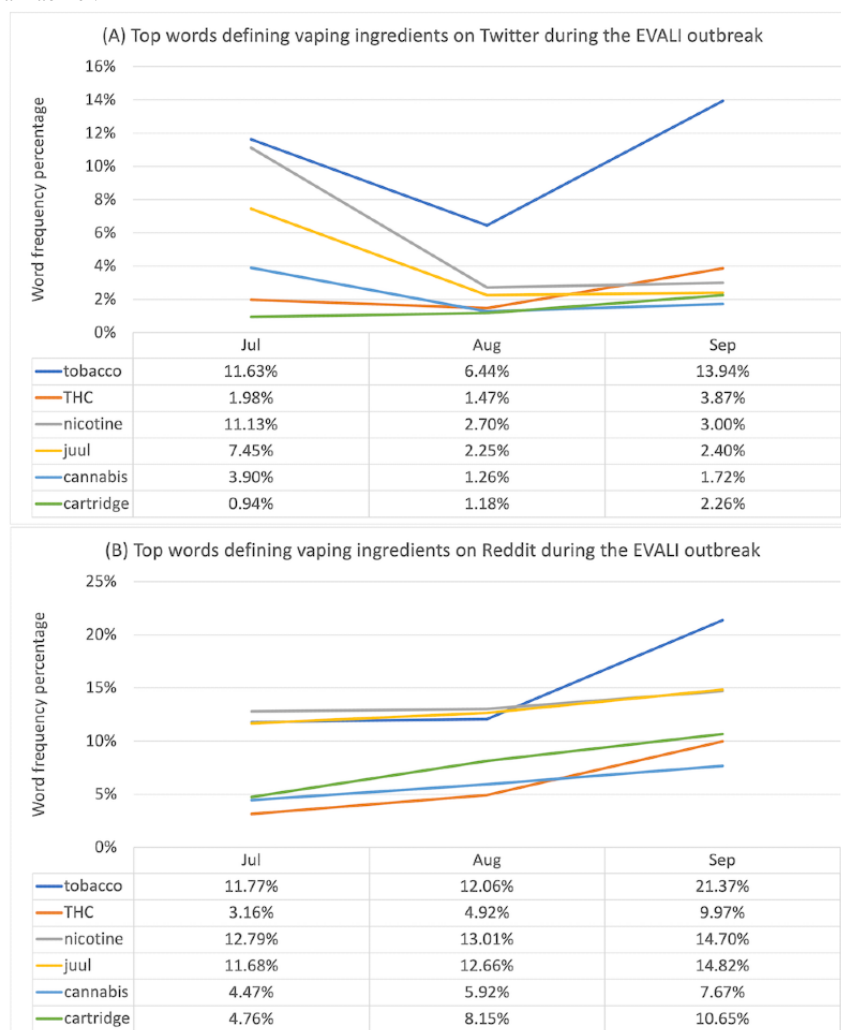 (A) Top words defining vaping ingredients on Twitter during the EVALI outbreak
Word frequency percentage
16%
14%
12%
10%
8%
6%
4%
2%
0%
Jul Aug Sep
tobacco 11.63% 6.44% 13.94%
THC 1.98% 1.47% 3.87%
nicotine 11.13% 2.70% 3.00%
juul 7.45% 2.25% 2.40%
cannabis 3.90% 1.26% 1.72%
cartridge 0.94% 1.18% 2.26%
(B) Top words defining vaping ingredients on Reddit during the EVALI outbreak
Word frequency percentage
25%
20%
15%
10%
5%
0%
Jul Aug Sep
tobacco 11.77% 12.06% 21.37%
THC 3.16% 4.92% 9.97%
nicotine 12.79% 13.01% 14.70%
juul 11.68% 12.66% 14.82%
cannabis 4.47% 5.92% 7.67%
cartridge 4.76% 8.15% 10.65%